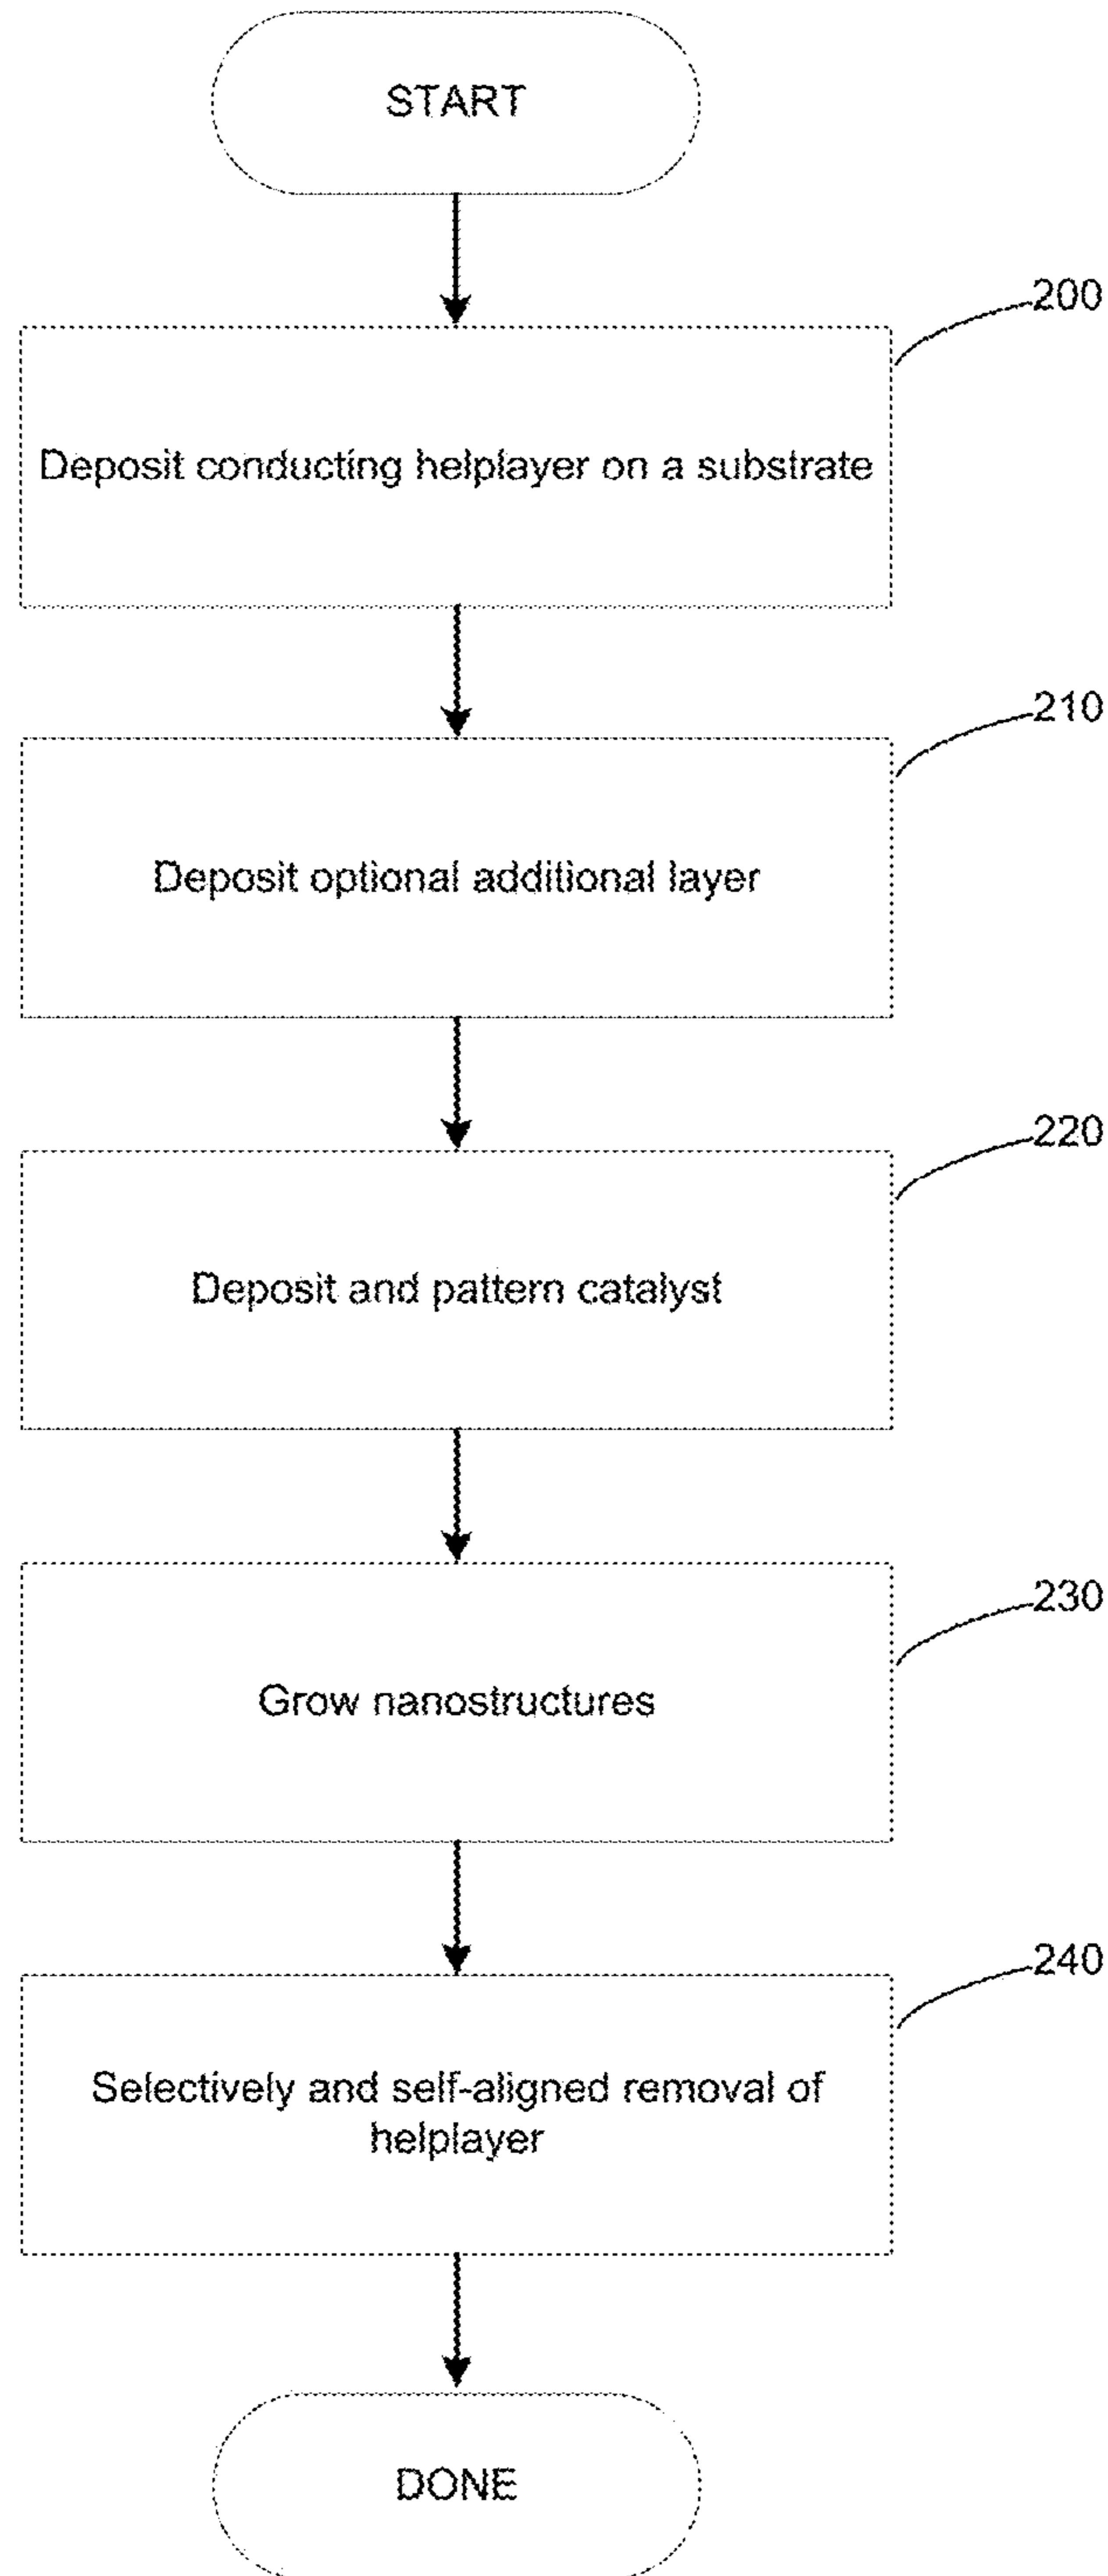 START
200
Deposit conducting helplayer on a substrate
210
Deposit optional additional layer
220
Deposit and pattern catalyst
230
Grow nanostructures
240
Selectively and self-aligned removal of
helplayer
DONE